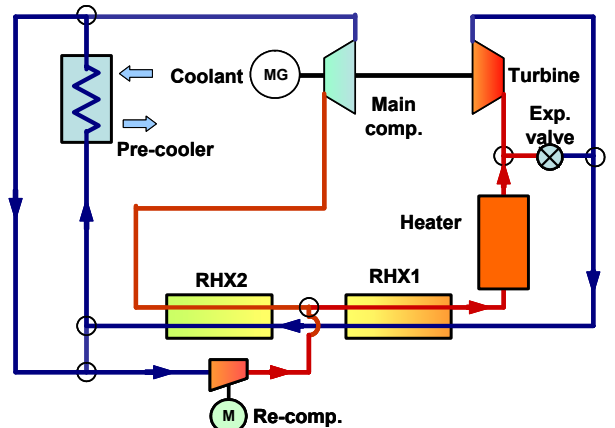 Coolant
MG
Turbine
Main
comp.
Exp.
valve
Pre-cooler
Heater
RHX2
RHX1
M
Re-comp.